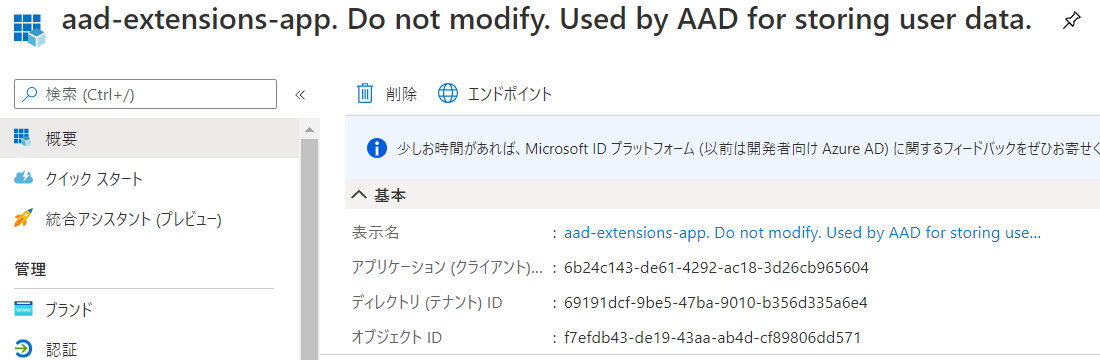 aad-extensions-app. Do not modify. Used by AAD for storing user data.
検索 (Ctrl+/)
削除
エンドポイント
概要
少しお時間があれば、Microsoft ID プラットフォーム (以前は開発者向け Azure AD) に関するフィードバックをぜひお寄せく
クイック スタート
基本
統合アシスタント (プレビュー)
表示名 : aad-extensions-app. Do not modify. Used by AAD for storing use...
アプリケーション (クライアント)... : 6b24c143-de61-4292-ac18-3d26cb965604
管理
ディレクトリ (テナント) ID : 69191dcf-9be5-47ba-9010-b356d335a6e4
ブランド
オブジェクト ID : f7efdb43-de19-43aa-ab4d-cf89806dd571
認証